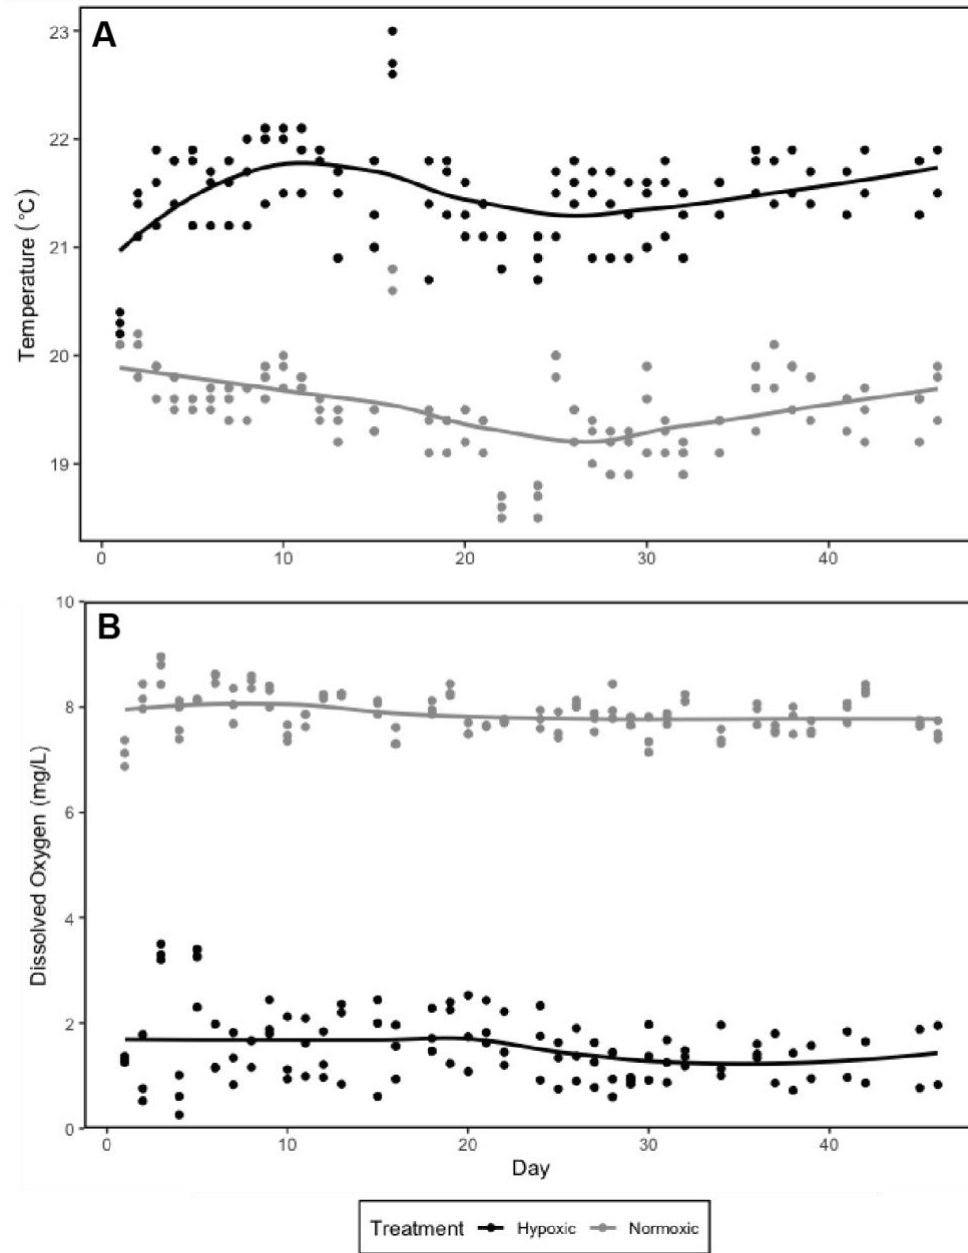 A
23
22
21
20
19
Temperature (°C)
0 10 20 30 40
B
10
8
6
4
2
0
Dissolved Oxygen (mg/L)
0 10 20 30 40
Day
Treatment Hypoxic Normoxic